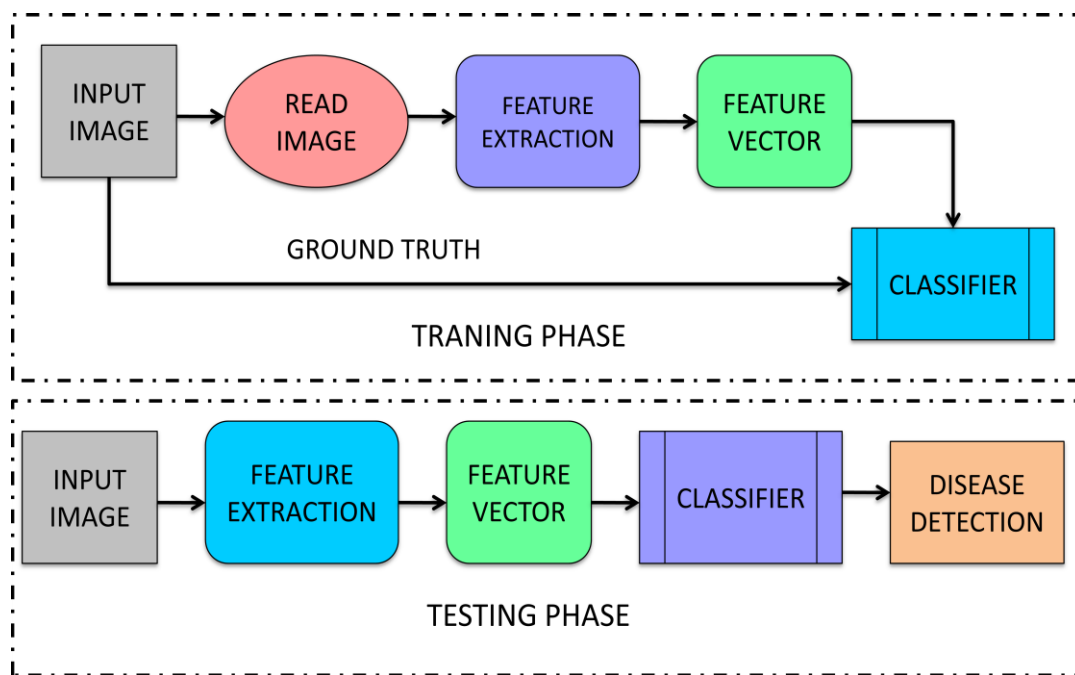 INPUT
IMAGE
READ
IMAGE
FEATURE
EXTRACTION
FEATURE
VECTOR
GROUND TRUTH
CLASSIFIER
TRANING PHASE
INPUT
IMAGE
FEATURE
EXTRACTION
FEATURE
VECTOR
CLASSIFIER
DISEASE
DETECTION
TESTING PHASE